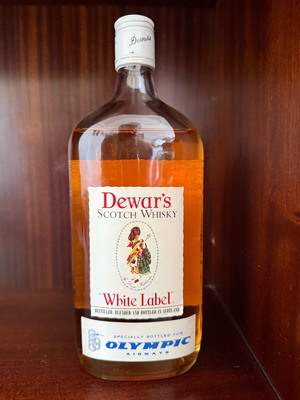 Dewar's
Dewar's
SCOTCH WHISKY
"White Label"
DISTILLED, BLENDED AND BOTTLED IN SCOTLAND
SPECIALLY BOTTLED FOR
OLYMPIC
AIRWAYS